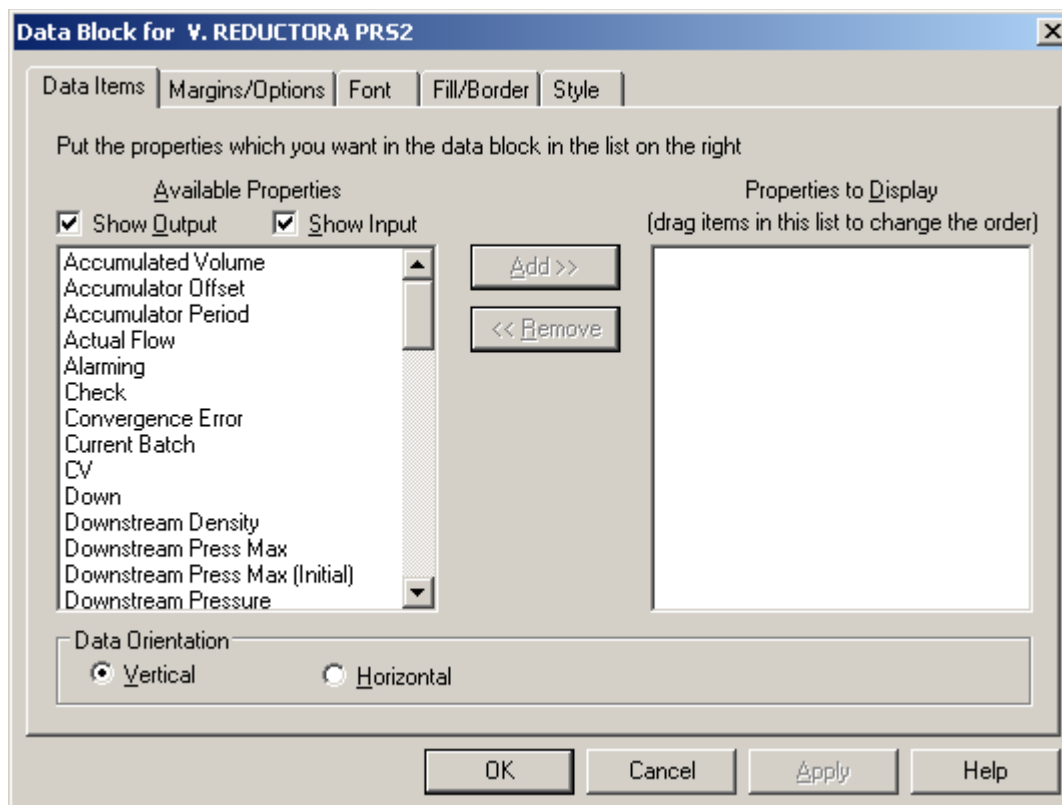 Data Block for V. REDUCTORA PRS2
Data Items Margins/Options Font Fill/Border Style
Put the properties which you want in the data block in the list on the right
Available Properties
Properties to Display
Show Output Show Input
(drag items in this list to change the order)
Accumulated Volume
Accumulator Offset
Accumulator Period
Actual Flow
Alarming
Check
Convergence Error
Current Batch
CV
Down
Downstream Density
Downstream Press Max
Downstream Press Max (Initial)
Downstream Pressure
Add >>
<< Remove
Data Orientation
Vertical Horizontal
OK Cancel Apply Help